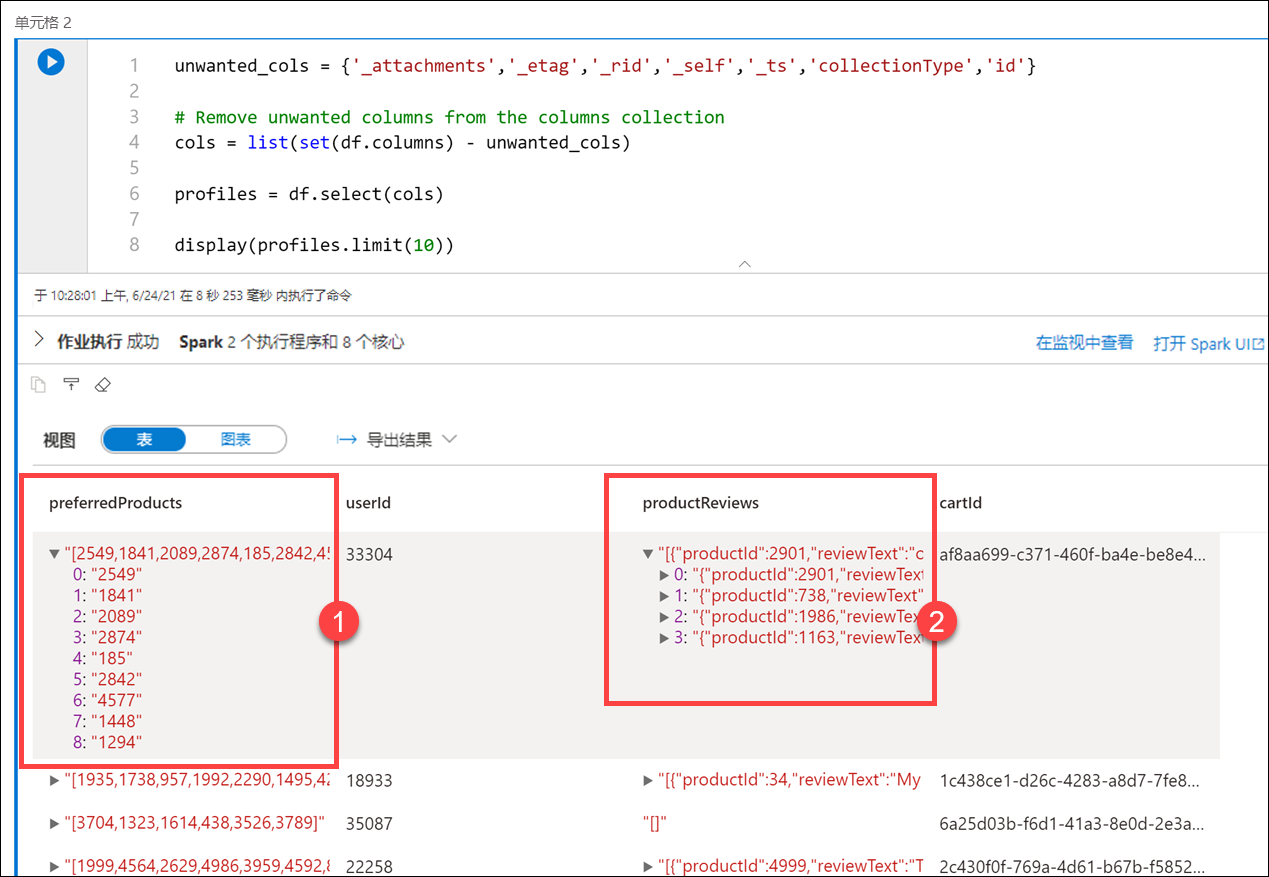 单元格 2
1 unwanted_cols = {'_attachments','_etag','_rid','_self','_ts','collectionType','id'}
2
3 # Remove unwanted columns from the columns collection
4 cols = list(set(df.columns) - unwanted_cols)
5
6 profiles = df.select(cols)
7
8 display(profiles.limit(10))
于 10:28:01 上午, 6/24/21 在 8 秒 253 毫秒 内执行了命令
作业执行 成功 Spark 2 个执行程序和 8 个核心 在监视中查看 打开 Spark UI
视图 表 图表 导出结果
preferredProducts userId productReviews cartId
"[2549,1841,2089,2874,185,2842,45 33304 "[{"productId":2901,"reviewText":"c af8aa699-c371-460f-ba4e-be8e4...
0: "2549" 0: "{"productId":2901,"reviewTex
1: "1841" 1: "{"productId":738,"reviewText"
2: "2089" 2: "{"productId":1986,"reviewTex
3: "2874" 3: "{"productId":1163,"reviewTex
4: "185"
5: "2842"
6: "4577"
7: "1448"
8: "1294"
1
2
"[1935,1738,957,1992,2290,1495,42 18933 "[{"productId":34,"reviewText":"My 1c438ce1-d26c-4283-a8d7-7fe8...
"[3704,1323,1614,438,3526,3789]" 35087 "[]" 6a25d03b-f6d1-41a3-8e0d-2e3a...
"[1999,4564,2629,4986,3959,4592,8 22258 "[{"productId":4999,"reviewText":"T 2c430f0f-769a-4d61-b67b-f5852...